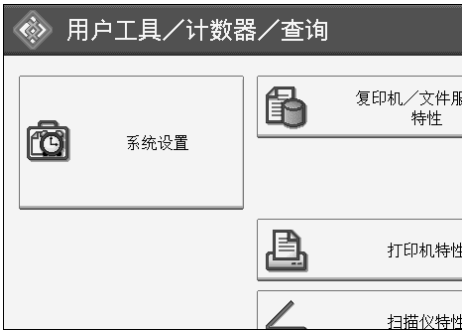 用户工具／计数器／查询
系统设置
复印机／文件服
特性
打印机特性
扫描仪特性